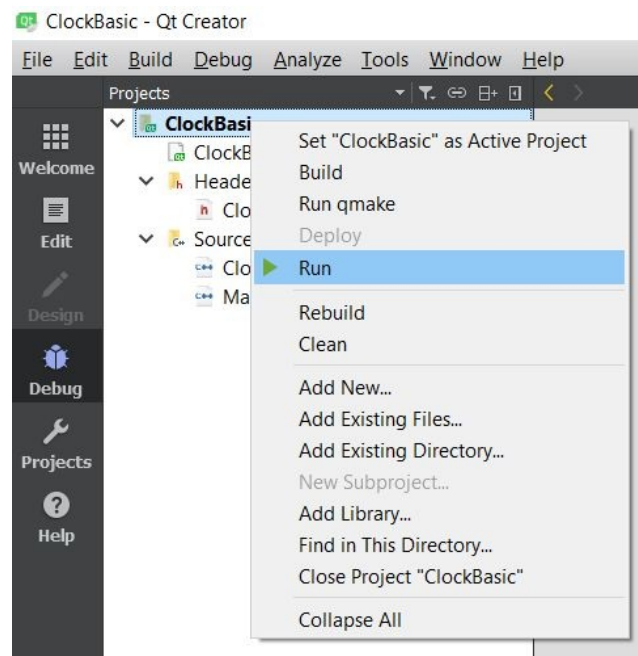 ClockBasic - Qt Creator
File Edit Build Debug Analyze Tools Window Help
Projects
Welcome
Edit
Design
Debug
Projects
Help
ClockBasi
ClockB
Heade
Clo
Source
Clo
Ma
Set "ClockBasic" as Active Project
Build
Run qmake
Deploy
Run
Rebuild
Clean
Add New...
Add Existing Files...
Add Existing Directory...
New Subproject...
Add Library...
Find in This Directory...
Close Project "ClockBasic"
Collapse All